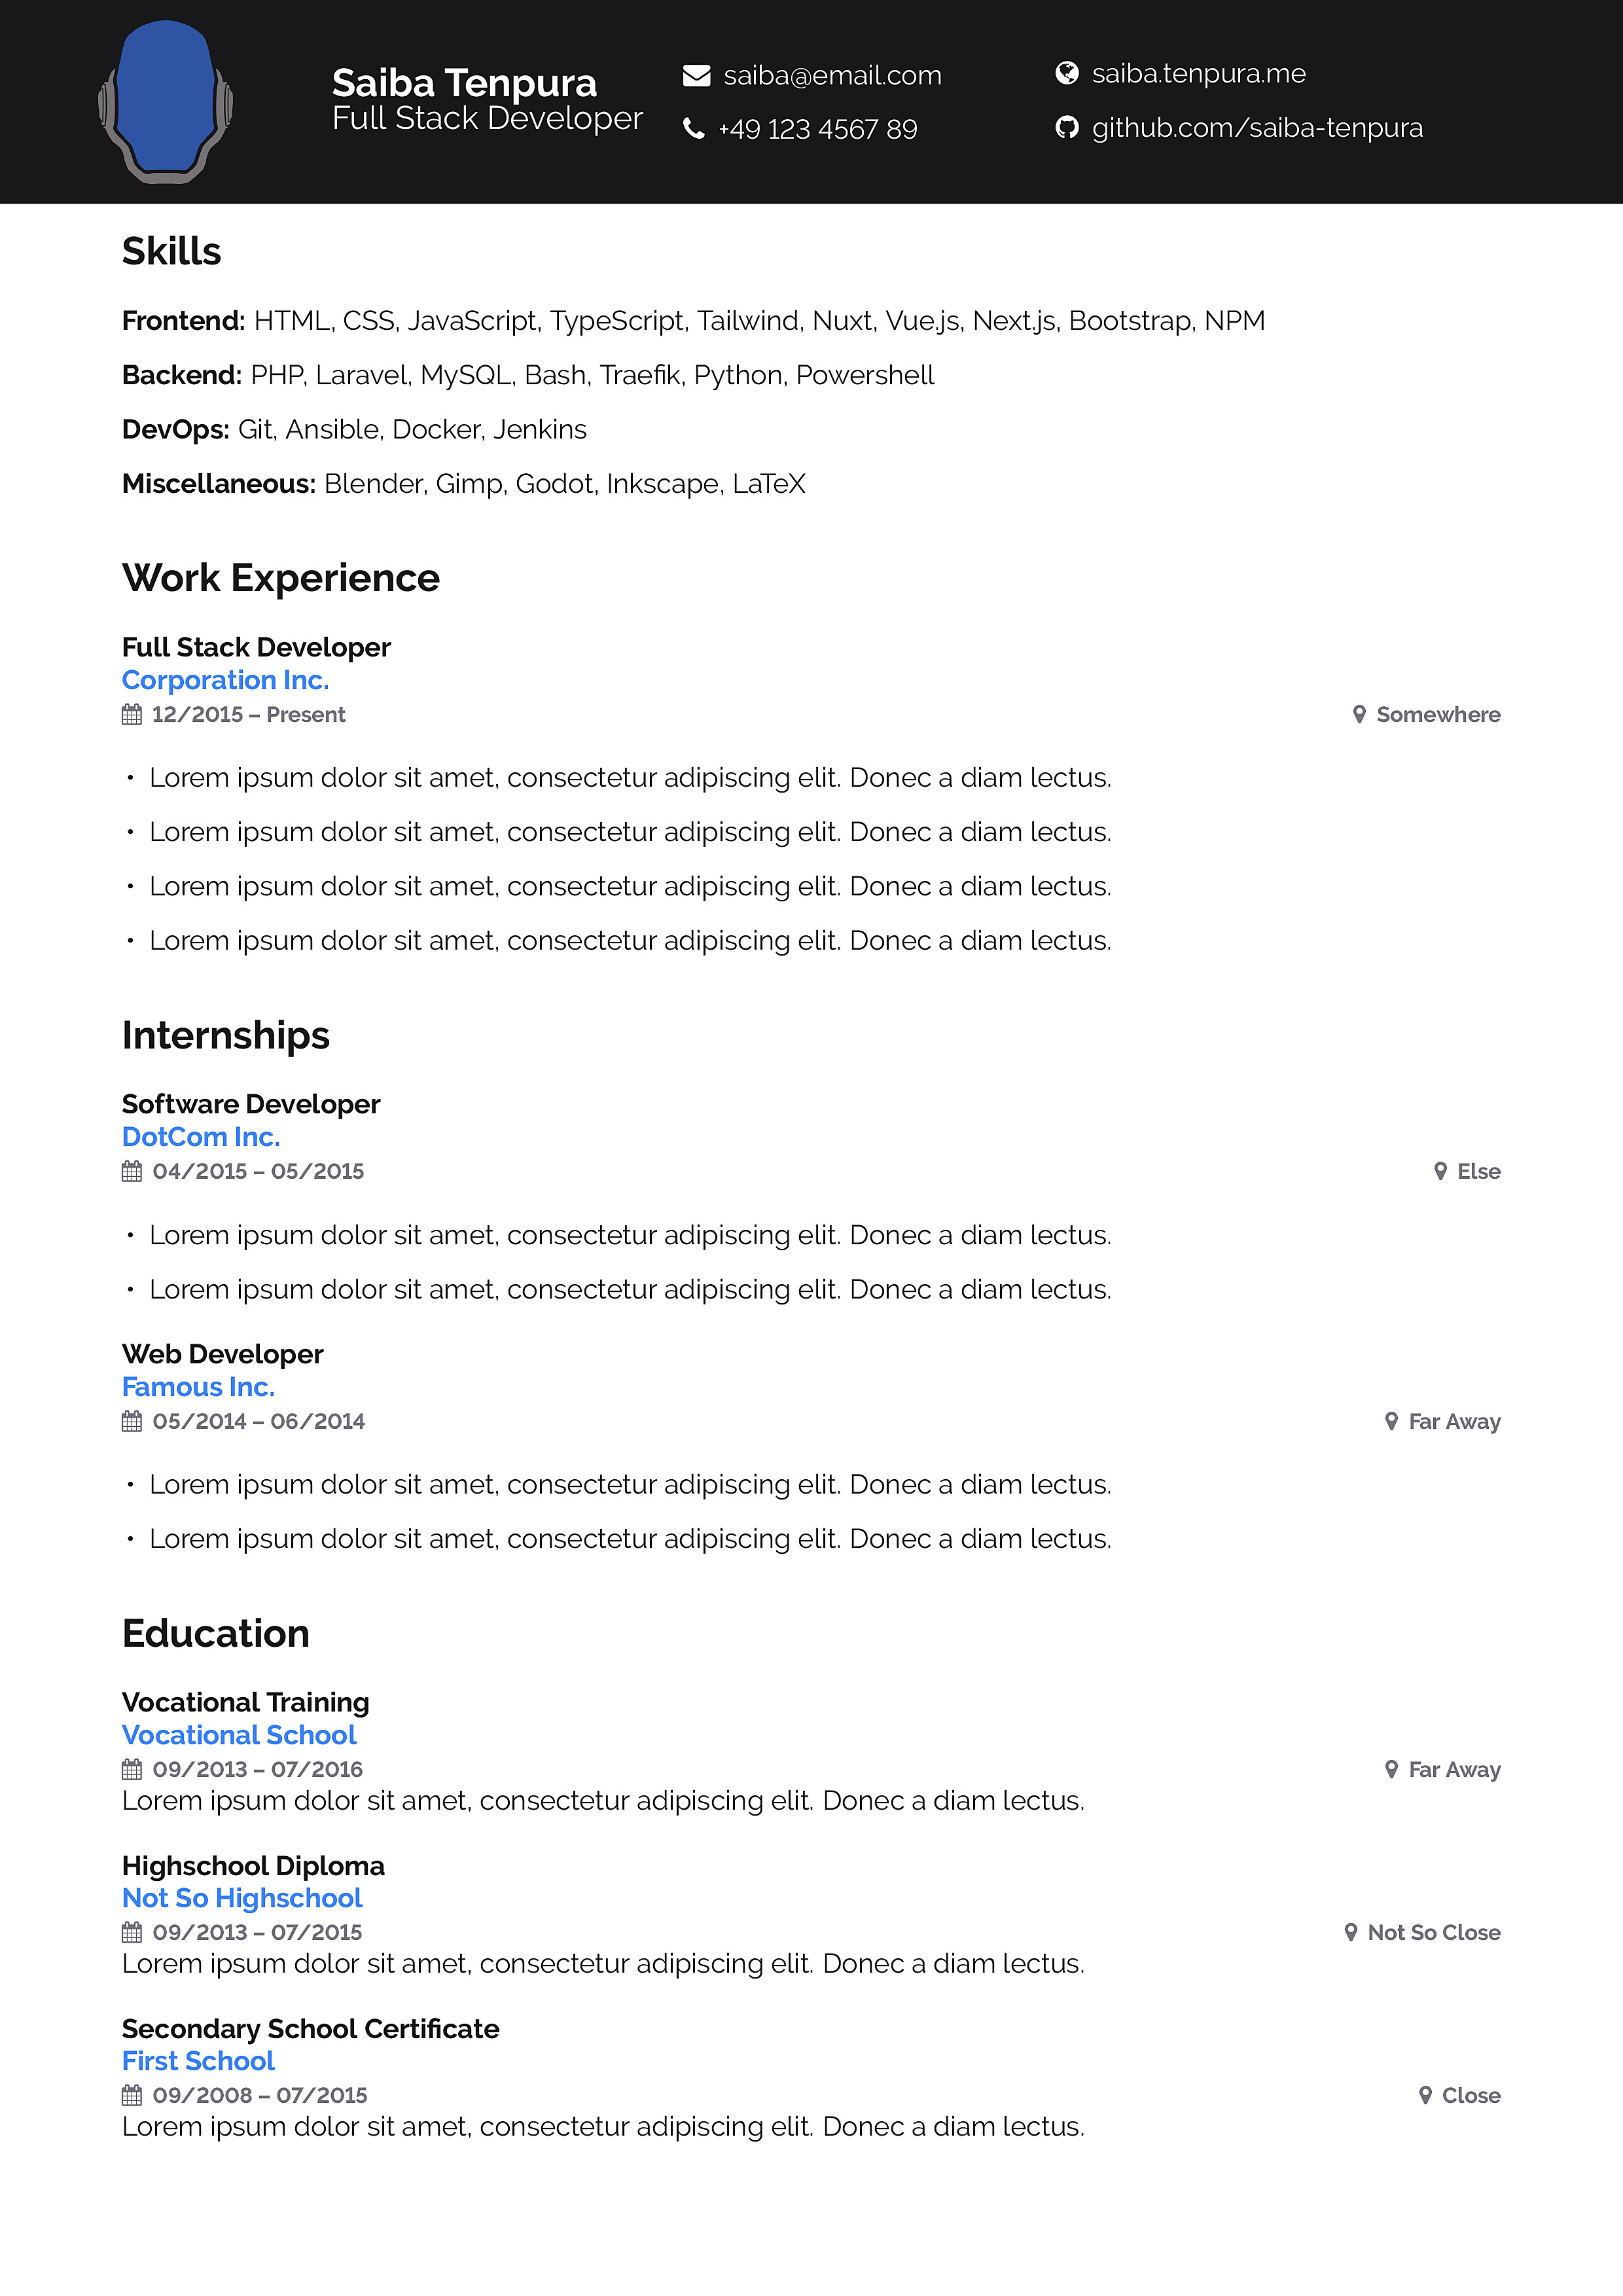 Saiba Tenpura
Full Stack Developer
saiba@email.com
+49 123 4567 89
saiba.tenpura.me
github.com/saiba-tenpura
Skills
Frontend: HTML, CSS, JavaScript, TypeScript, Tailwind, Nuxt, Vue.js, Next.js, Bootstrap, NPM
Backend: PHP, Laravel, MySQL, Bash, Traefik, Python, Powershell
DevOps: Git, Ansible, Docker, Jenkins
Miscellaneous: Blender, Gimp, Godot, Inkscape, LaTeX
Work Experience
Full Stack Developer
Corporation Inc.
12/2015 – Present Somewhere
• Lorem ipsum dolor sit amet, consectetur adipiscing elit. Donec a diam lectus.
• Lorem ipsum dolor sit amet, consectetur adipiscing elit. Donec a diam lectus.
• Lorem ipsum dolor sit amet, consectetur adipiscing elit. Donec a diam lectus.
• Lorem ipsum dolor sit amet, consectetur adipiscing elit. Donec a diam lectus.
Internships
Software Developer
DotCom Inc.
04/2015 – 05/2015 Else
• Lorem ipsum dolor sit amet, consectetur adipiscing elit. Donec a diam lectus.
• Lorem ipsum dolor sit amet, consectetur adipiscing elit. Donec a diam lectus.
Web Developer
Famous Inc.
05/2014 – 06/2014 Far Away
• Lorem ipsum dolor sit amet, consectetur adipiscing elit. Donec a diam lectus.
• Lorem ipsum dolor sit amet, consectetur adipiscing elit. Donec a diam lectus.
Education
Vocational Training
Vocational School
09/2013 – 07/2016 Far Away
Lorem ipsum dolor sit amet, consectetur adipiscing elit. Donec a diam lectus.
Highschool Diploma
Not So Highschool
09/2013 – 07/2015 Not So Close
Lorem ipsum dolor sit amet, consectetur adipiscing elit. Donec a diam lectus.
Secondary School Certificate
First School
09/2008 – 07/2015 Close
Lorem ipsum dolor sit amet, consectetur adipiscing elit. Donec a diam lectus.